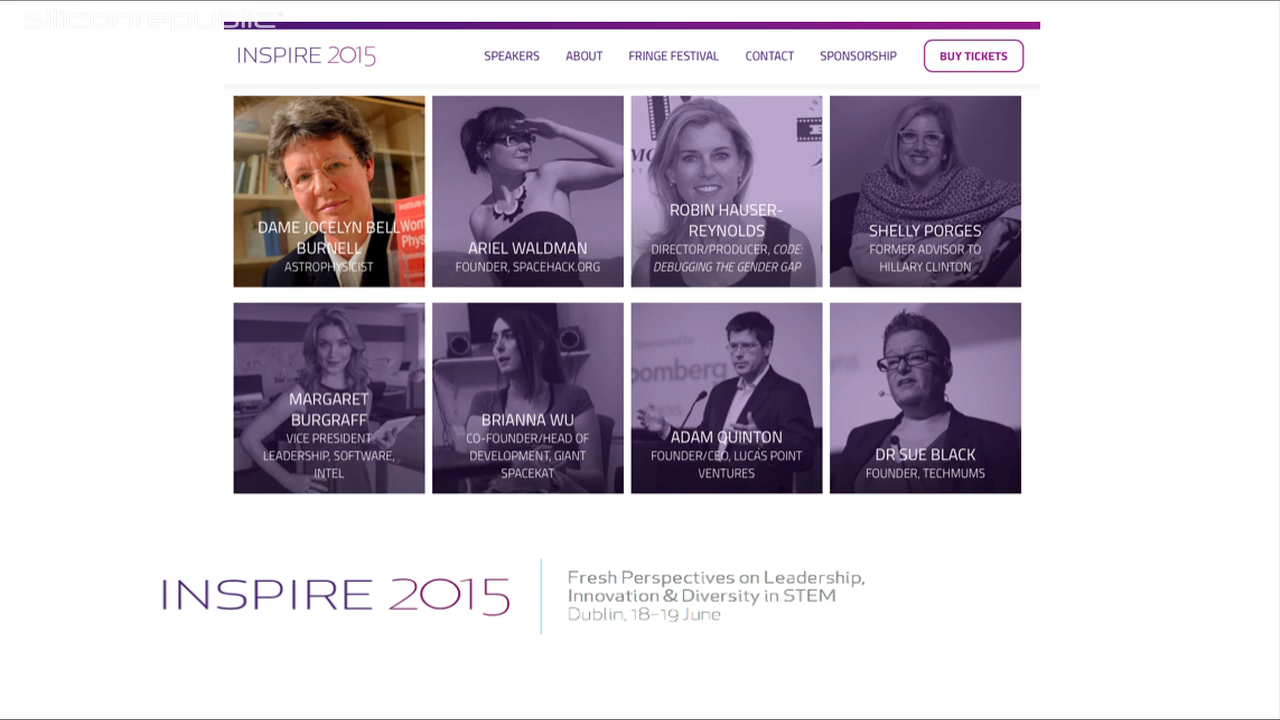 siliconrepublic
INSPIRE 2015
SPEAKERS
ABOUT
FRINGE FESTIVAL
CONTACT
SPONSORSHIP
BUY TICKETS
DAME JOCELYN BELL
BURNELL
ASTROPHYSICIST
ARIEL WALDMAN
FOUNDER, SPACEHACK.ORG
ROBIN HAUSER-
REYNOLDS
DIRECTOR/PRODUCER, CODE:
DEBUGGING THE GENDER GAP
SHELLY PORGES
FORMER ADVISOR TO
HILLARY CLINTON
MARGARET
BURGRAFF
VICE PRESIDENT
LEADERSHIP, SOFTWARE,
INTEL
BRIANNA WU
CO-FOUNDER/HEAD OF
DEVELOPMENT, GIANT
SPACEKAT
ADAM QUINTON
FOUNDER/CEO, LUCAS POINT
VENTURES
DR SUE BLACK
FOUNDER, TECHMUMS
INSPIRE 2015
Fresh Perspectives on Leadership,
Innovation & Diversity in STEM
Dublin, 18–19 June